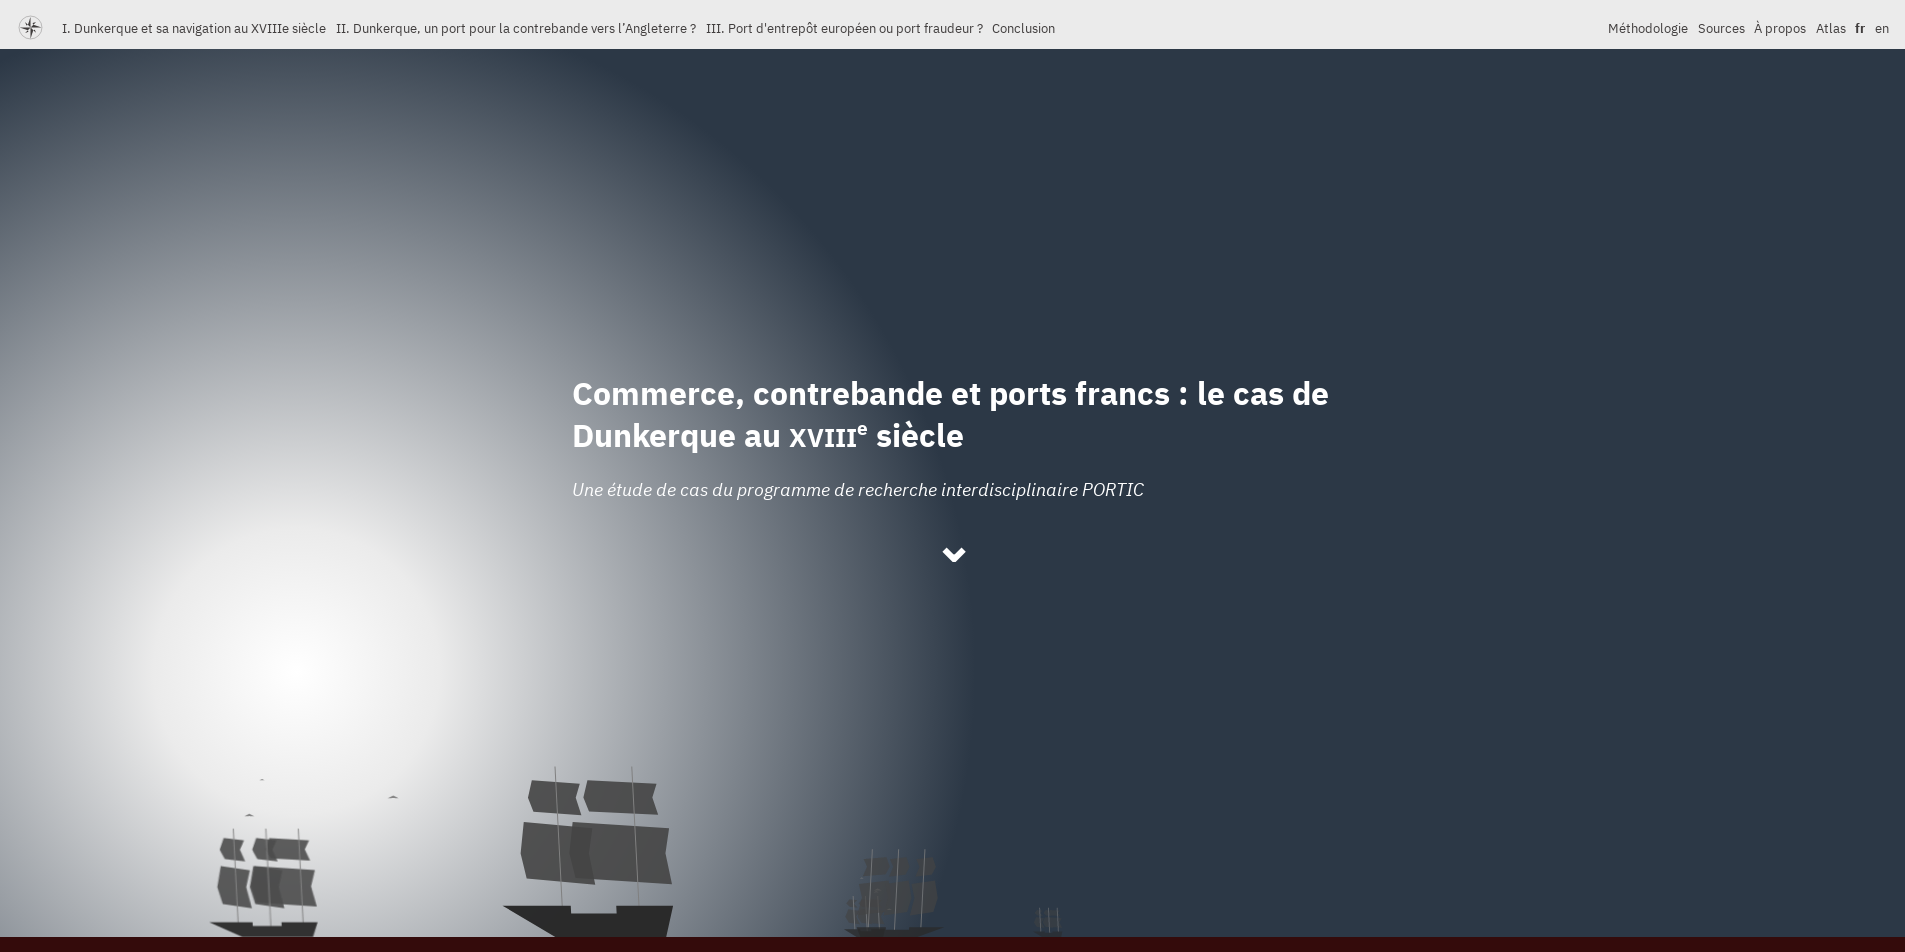 I. Dunkerque et sa navigation au XVIIIe siècle II. Dunkerque, un port pour la contrebande vers l’Angleterre ? III. Port d'entrepôt européen ou port fraudeur ? Conclusion Méthodologie Sources À propos Atlas fr en
Commerce, contrebande et ports francs : le cas de
Dunkerque au XVIIIe siècle
Une étude de cas du programme de recherche interdisciplinaire PORTIC